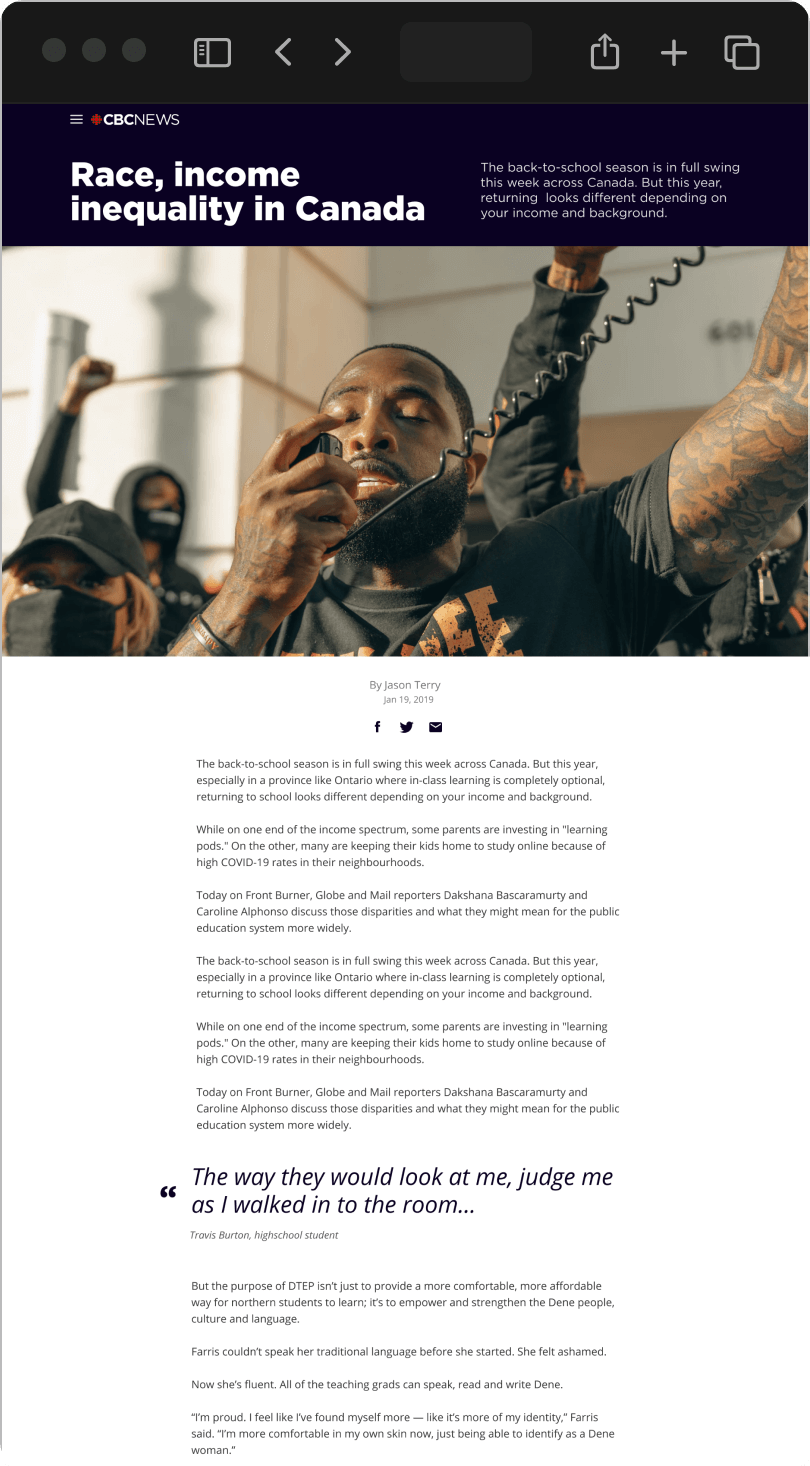 CBCNEWS
Race, income
inequality in Canada
The back-to-school season is in full swing
this week across Canada. But this year,
returning  looks different depending on
your income and background.
By Jason Terry
Jan 19, 2019
The back-to-school season is in full swing this week across Canada. But this year,
especially in a province like Ontario where in-class learning is completely optional,
returning to school looks different depending on your income and background.
While on one end of the income spectrum, some parents are investing in "learning
pods." On the other, many are keeping their kids home to study online because of
high COVID-19 rates in their neighbourhoods.
Today on Front Burner, Globe and Mail reporters Dakshana Bascaramurty and
Caroline Alphonso discuss those disparities and what they might mean for the public
education system more widely.
The back-to-school season is in full swing this week across Canada. But this year,
especially in a province like Ontario where in-class learning is completely optional,
returning to school looks different depending on your income and background.
While on one end of the income spectrum, some parents are investing in "learning
pods." On the other, many are keeping their kids home to study online because of
high COVID-19 rates in their neighbourhoods.
Today on Front Burner, Globe and Mail reporters Dakshana Bascaramurty and
Caroline Alphonso discuss those disparities and what they might mean for the public
education system more widely.
“ The way they would look at me, judge me
as I walked in to the room...
Travis Burton, highschool student
But the purpose of DTEP isn’t just to provide a more comfortable, more affordable
way for northern students to learn; it’s to empower and strengthen the Dene people,
culture and language.
Farris couldn’t speak her traditional language before she started. She felt ashamed.
Now she’s fluent. All of the teaching grads can speak, read and write Dene.
“I’m proud. I feel like I’ve found myself more — like it’s more of my identity,” Farris
said. “I’m more comfortable in my own skin now, just being able to identify as a Dene
woman.”